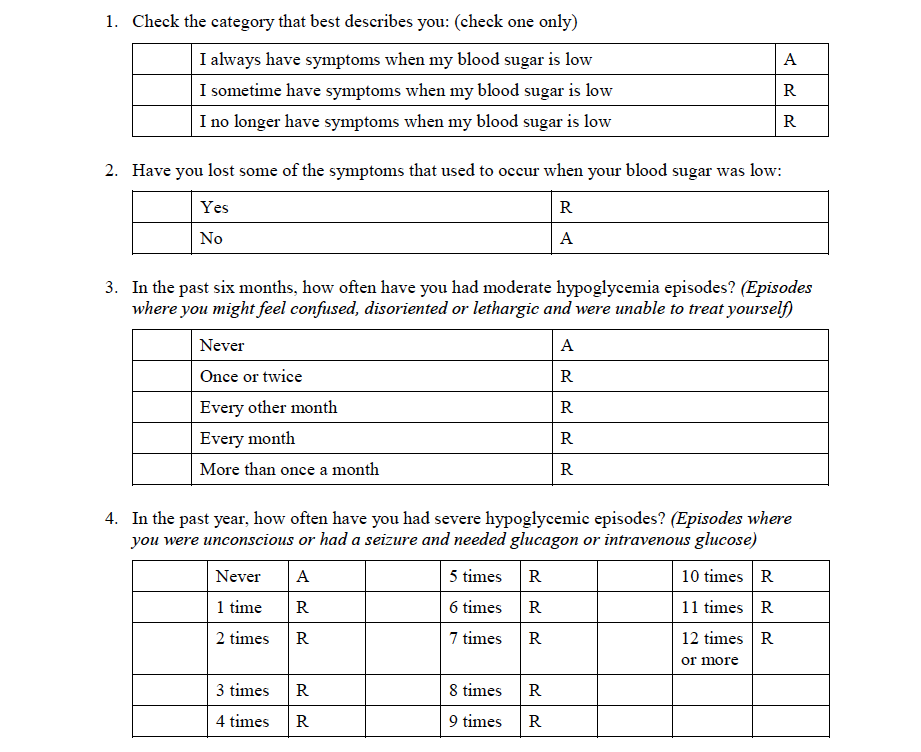 1. Check the category that best describes you: (check one only)
I always have symptoms when my blood sugar is low A
I sometime have symptoms when my blood sugar is low R
I no longer have symptoms when my blood sugar is low R
2. Have you lost some of the symptoms that used to occur when your blood sugar was low:
Yes R
No A
3. In the past six months, how often have you had moderate hypoglycemia episodes? (Episodes
where you might feel confused, disoriented or lethargic and were unable to treat yourself)
Never A
Once or twice R
Every other month R
Every month R
More than once a month R
4. In the past year, how often have you had severe hypoglycemic episodes? (Episodes where
you were unconscious or had a seizure and needed glucagon or intravenous glucose)
Never A 5 times R 10 times R
1 time R 6 times R 11 times R
2 times R 7 times R 12 times R
or more
3 times R 8 times R
4 times R 9 times R